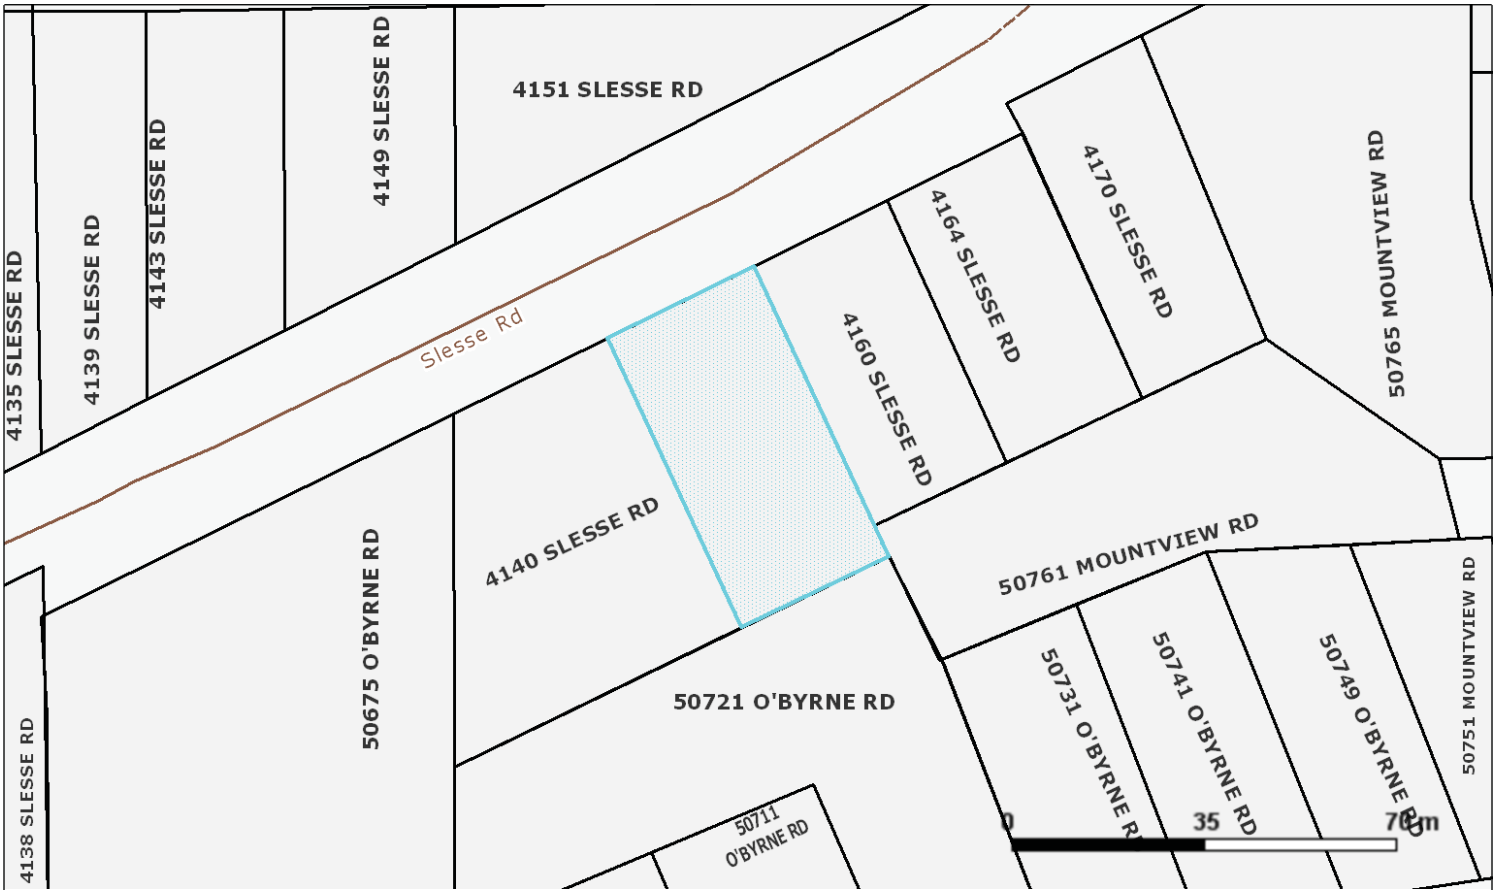 4151 SLESSE RD
4149 SLESSE RD
4143 SLESSE RD
4139 SLESSE RD
4135 SLESSE RD
4170 SLESSE RD
4164 SLESSE RD
50765 MOUNTVIEW RD
Slesse Rd
4160 SLESSE RD
4140 SLESSE RD
50761 MOUNTVIEW RD
50675 O'BYRNE RD
50721 O'BYRNE RD
50731 O'BYRNE RD
50741 O'BYRNE RD
50749 O'BYRNE RD
50751 MOUNTVIEW RD
4138 SLESSE RD
50711
O'BYRNE RD
0 35 70 m